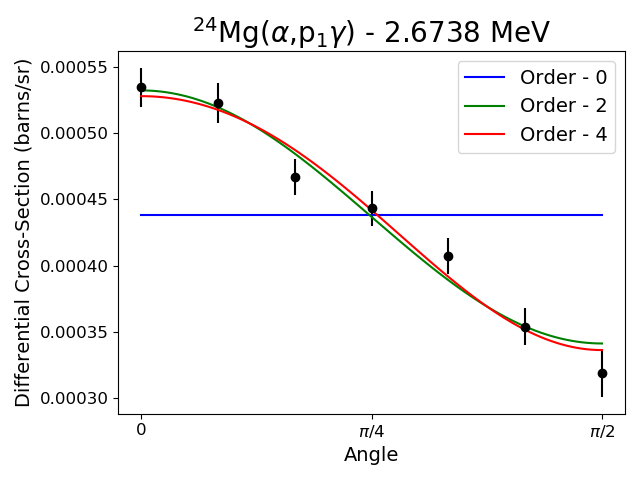 ²⁴Mg(α,p₁γ) - 2.6738 MeV
Differential Cross-Section (barns/sr)
0.00055
0.00050
0.00045
0.00040
0.00035
0.00030
Order - 0
Order - 2
Order - 4
0
π/4
π/2
Angle